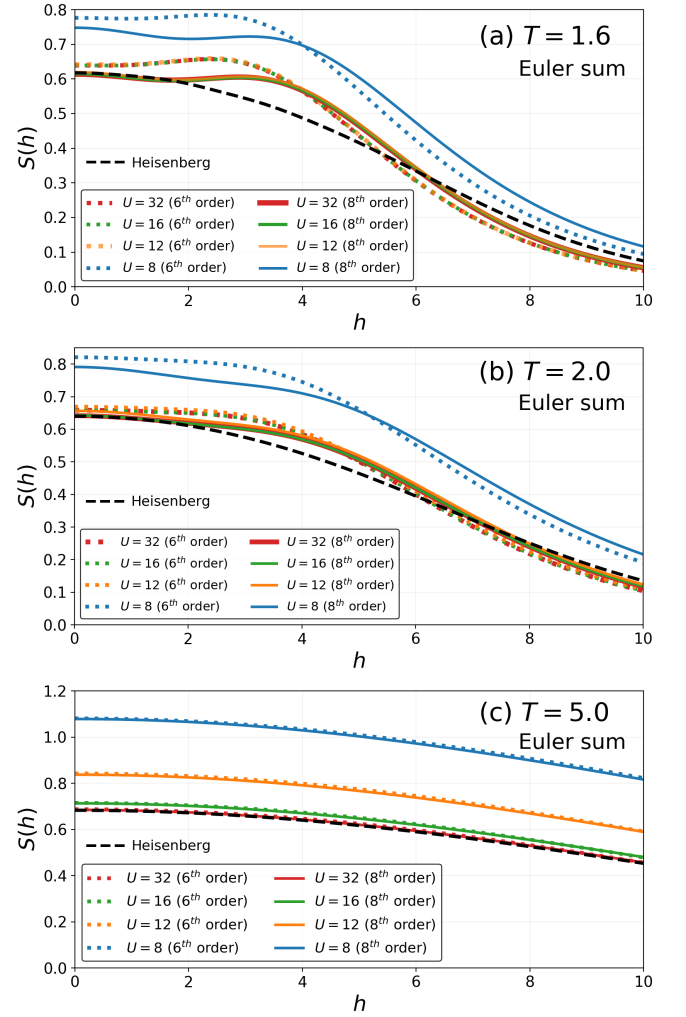 (a) T = 1.6
Euler sum
S(h)
0.8
0.7
0.6
0.5
0.4
0.3
0.2
0.1
0.0
Heisenberg
U = 32 (6th order) U = 32 (8th order)
U = 16 (6th order) U = 16 (8th order)
U = 12 (6th order) U = 12 (8th order)
U = 8 (6th order) U = 8 (8th order)
0 2 4 6 8 10
h
(b) T = 2.0
Euler sum
S(h)
0.8
0.7
0.6
0.5
0.4
0.3
0.2
0.1
0.0
Heisenberg
U = 32 (6th order) U = 32 (8th order)
U = 16 (6th order) U = 16 (8th order)
U = 12 (6th order) U = 12 (8th order)
U = 8 (6th order) U = 8 (8th order)
0 2 4 6 8 10
h
(c) T = 5.0
Euler sum
S(h)
1.2
1.0
0.8
0.6
0.4
0.2
0.0
Heisenberg
U = 32 (6th order) U = 32 (8th order)
U = 16 (6th order) U = 16 (8th order)
U = 12 (6th order) U = 12 (8th order)
U = 8 (6th order) U = 8 (8th order)
0 2 4 6 8 10
h